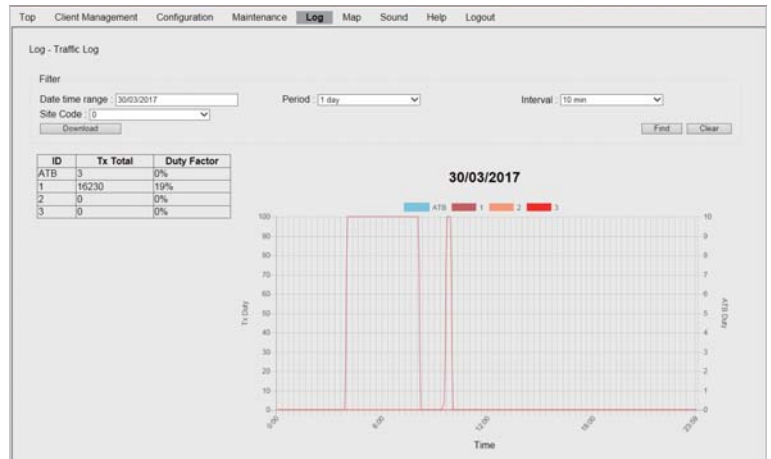 Top Client Management Configuration Maintenance Log Map Sound Help Logout
Log - Traffic Log
Filter
Date time range : 30/03/2017 Period : 1 day Interval : 10 min
Site Code : 0
Download Find Clear
ID Tx Total Duty Factor
ATB 3 0%
1 16230 19%
2 0 0%
3 0 0%
30/03/2017
ATB 1 2 3
100 10
90 9
80 8
70 7
60 6
50 5
40 4
30 3
20 2
10 1
0 0
Tx Duty
ATB Duty
0:00 6:00 12:00 18:00 23:59
Time